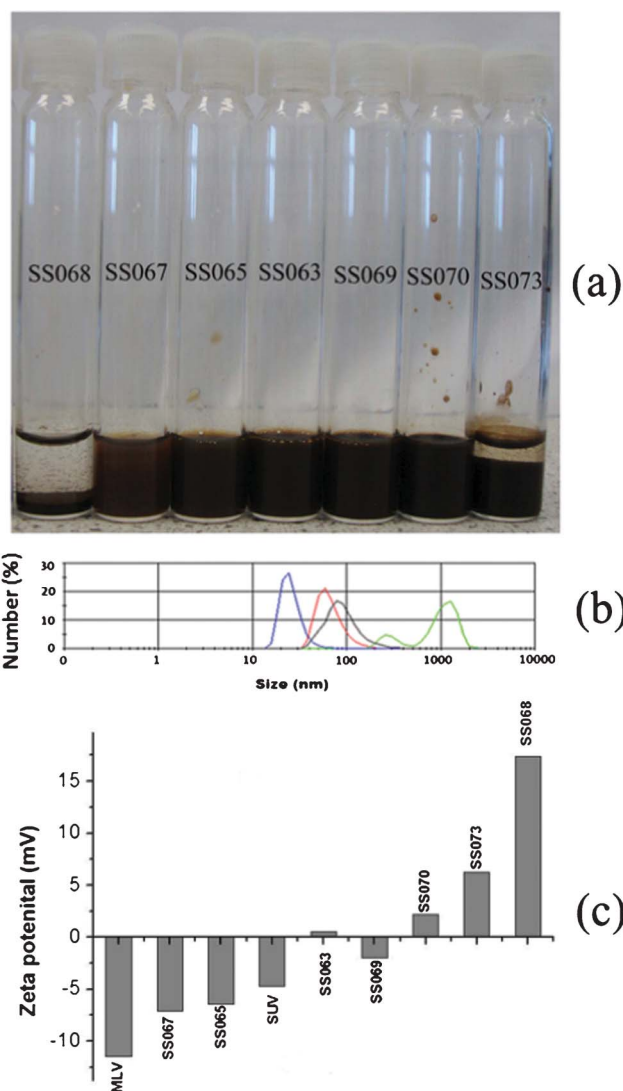 SS068 SS067 SS065 SS063 SS069 SS070 SS073
(a)
Number (%)
30
20
10
0
0 1 10 100 1000 10000
Size (nm)
(b)
Zeta potenital (mV)
15
10
5
0
-5
-10
MLV
SS067
SS065
SUV
SS063
SS069
SS070
SS073
SS068
(c)